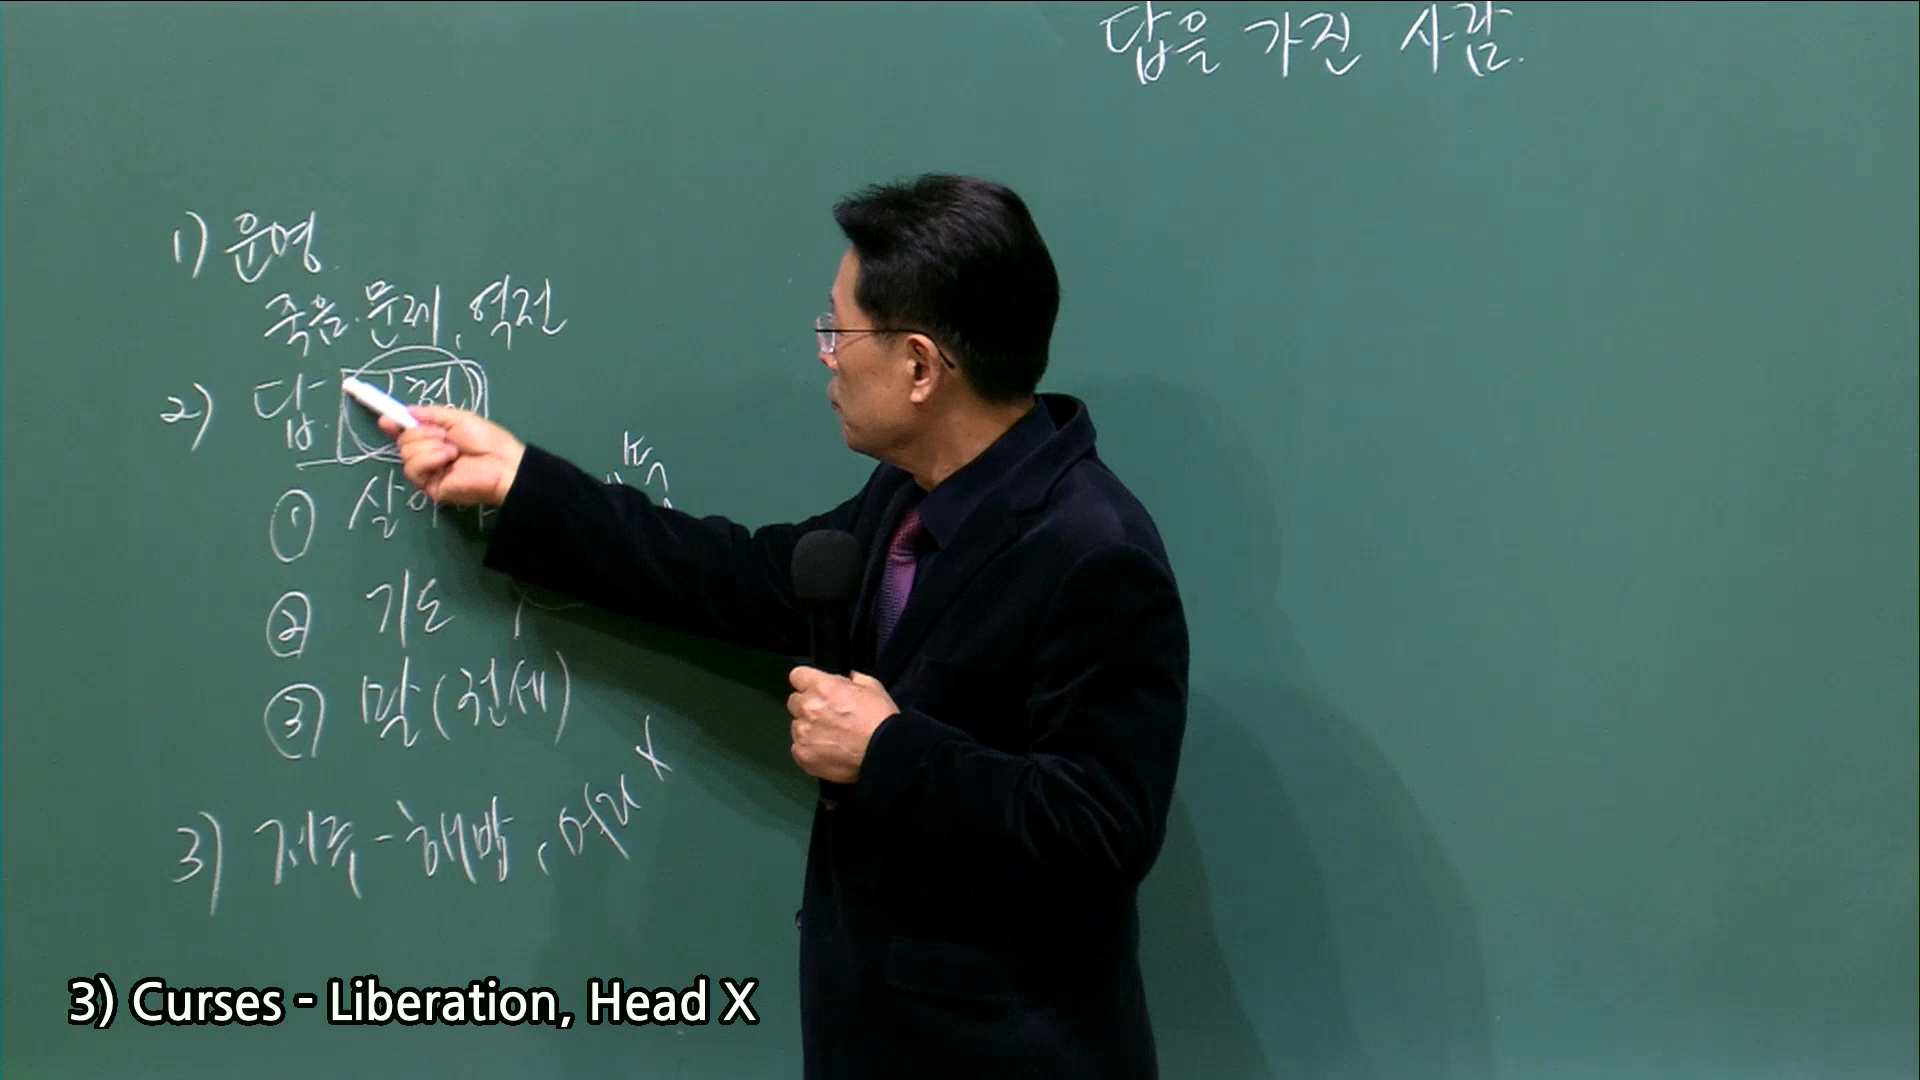 답을 가진 사람.
1) 운명.
죽음. 문제, 역전
2) 답.
①
② 기도
③ 말 (전세)
3) 저주 - 해방, 머리 X
3) Curses - Liberation, Head X